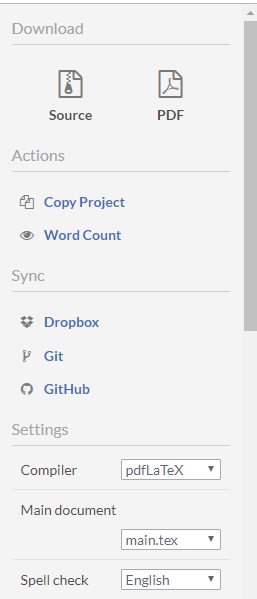 Download
Source PDF
Actions
Copy Project
Word Count
Sync
Dropbox
Git
GitHub
Settings
Compiler pdfLaTeX
Main document
main.tex
Spell check English